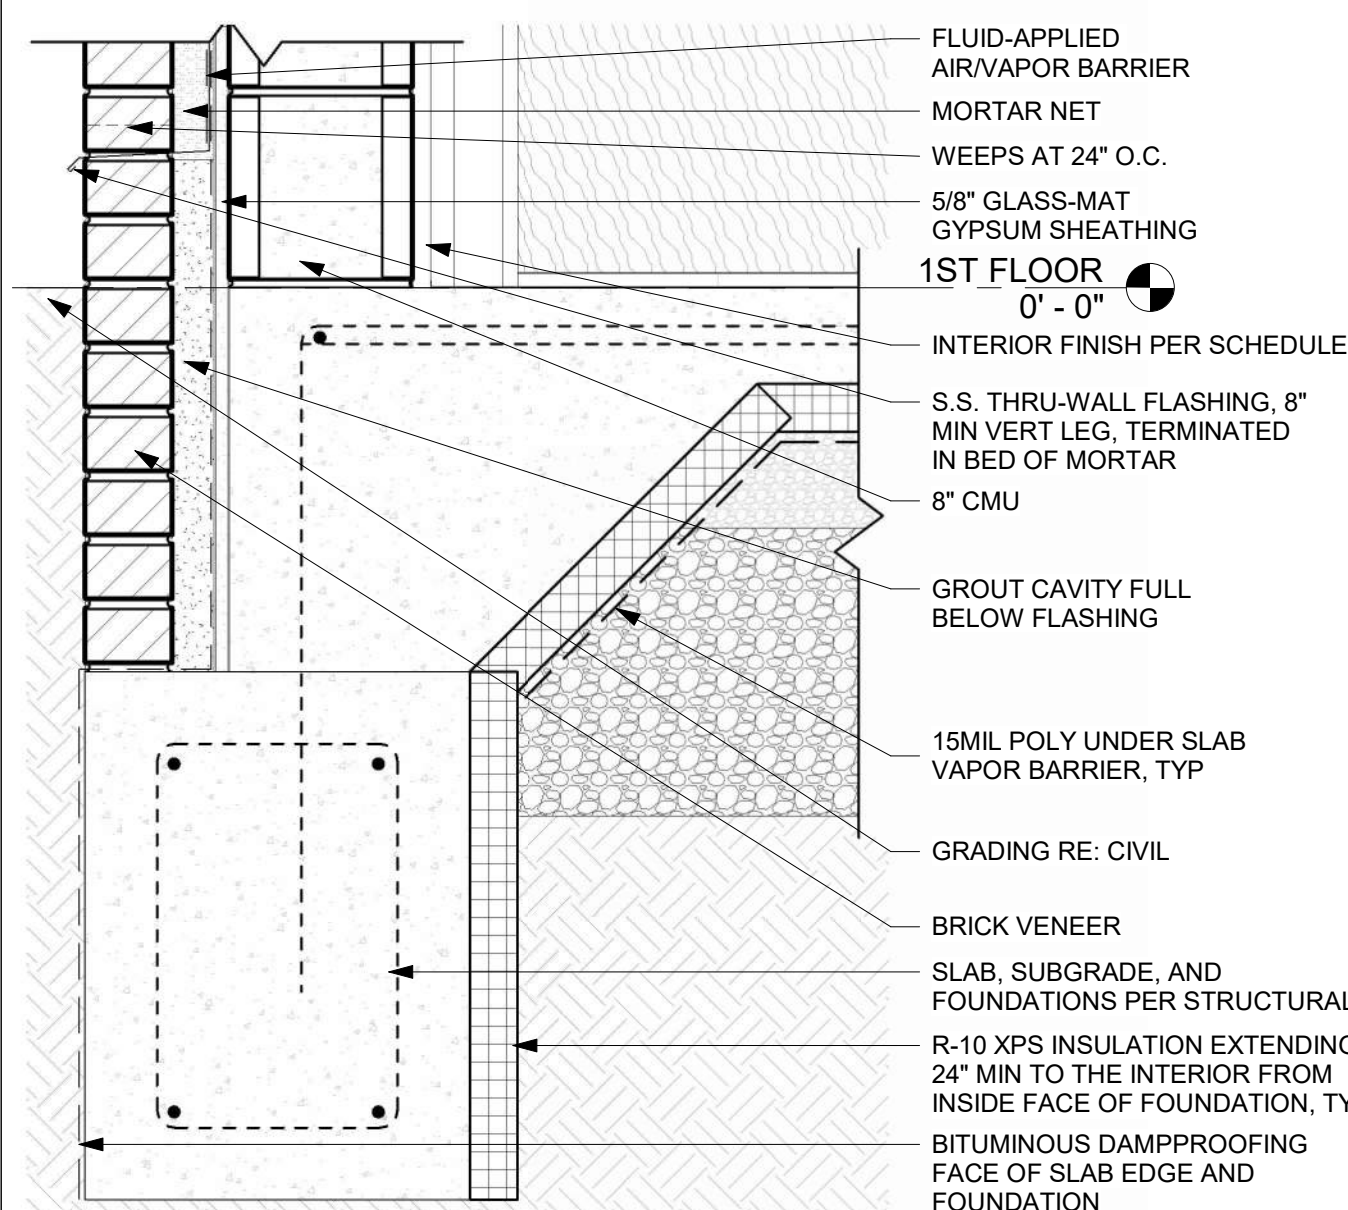 FLUID-APPLIED
AIR/VAPOR BARRIER
MORTAR NET
WEEPS AT 24" O.C.
5/8" GLASS-MAT
GYPSUM SHEATHING
1ST FLOOR
0' - 0"
INTERIOR FINISH PER SCHEDULE
S.S. THRU-WALL FLASHING, 8"
MIN VERT LEG, TERMINATED
IN BED OF MORTAR
8" CMU
GROUT CAVITY FULL
BELOW FLASHING
15MIL POLY UNDER SLAB
VAPOR BARRIER, TYP
GRADING RE: CIVIL
BRICK VENEER
SLAB, SUBGRADE, AND
FOUNDATIONS PER STRUCTURAL
R-10 XPS INSULATION EXTENDING
24" MIN TO THE INTERIOR FROM
INSIDE FACE OF FOUNDATION,
BITUMINOUS DAMPPROOFING
FACE OF SLAB EDGE AND
FOUNDATION